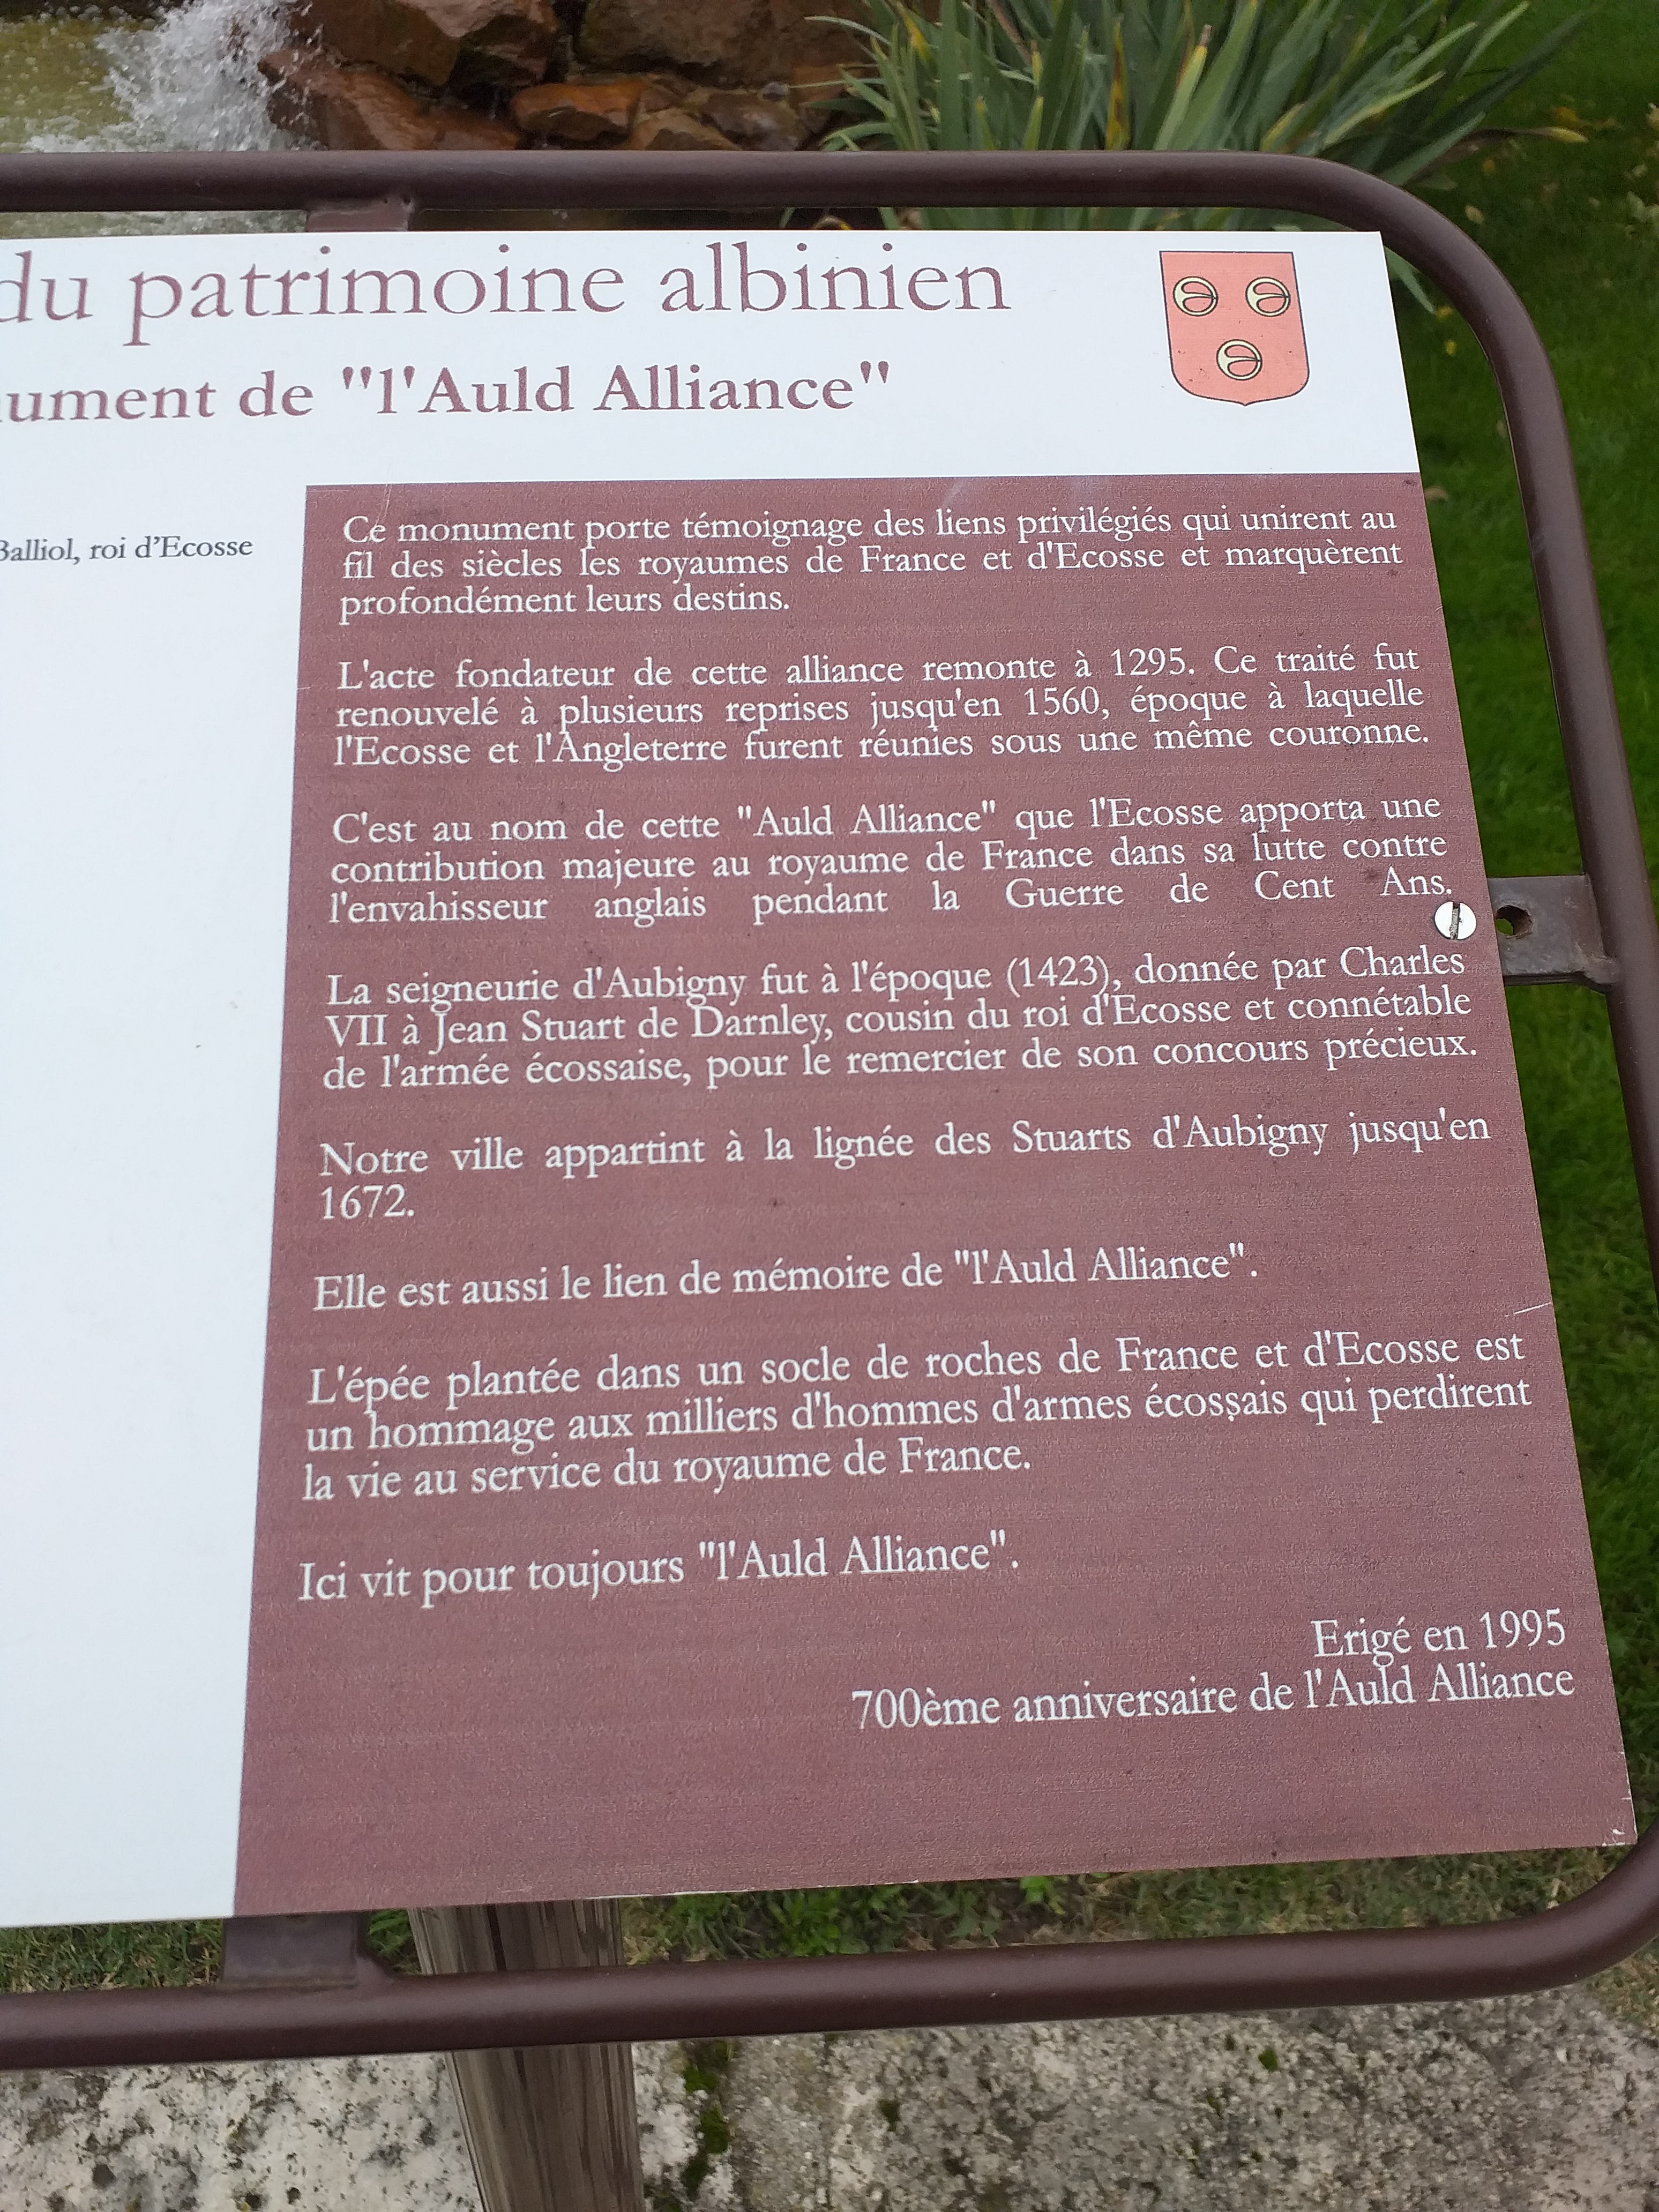 du patrimoine albinien
de "l'Auld Alliance"
Balliol, roi d'Ecosse
Ce monument porte témoignage des liens privilégiés qui unirent au
fil des siècles les royaumes de France et d'Ecosse et marquèrent
profondément leurs destins.
L'acte fondateur de cette alliance remonte à 1295. Ce traité fut
renouvelé à plusieurs reprises jusqu'en 1560, époque à laquelle
l'Ecosse et l'Angleterre furent réunies sous une même couronne.
C'est au nom de cette "Auld Alliance" que l'Ecosse apporta une
contribution majeure au royaume de France dans sa lutte contre
l'envahisseur anglais pendant la Guerre de Cent Ans.
La seigneurie d'Aubigny fut à l'époque (1423), donnée par Charles
VII à Jean Stuart de Darnley, cousin du roi d'Ecosse et connétable
de l'armée écossaise, pour le remercier de son concours précieux.
Notre ville appartint à la lignée des Stuarts d'Aubigny jusqu'en
1672.
Elle est aussi le lien de mémoire de "l'Auld Alliance".
L'épée plantée dans un socle de roches de France et d'Ecosse est
un hommage aux milliers d'hommes d'armes écossais qui perdirent
la vie au service du royaume de France.
Ici vit pour toujours "l'Auld Alliance".
Erigé en 1995
700ème anniversaire de l'Auld Alliance